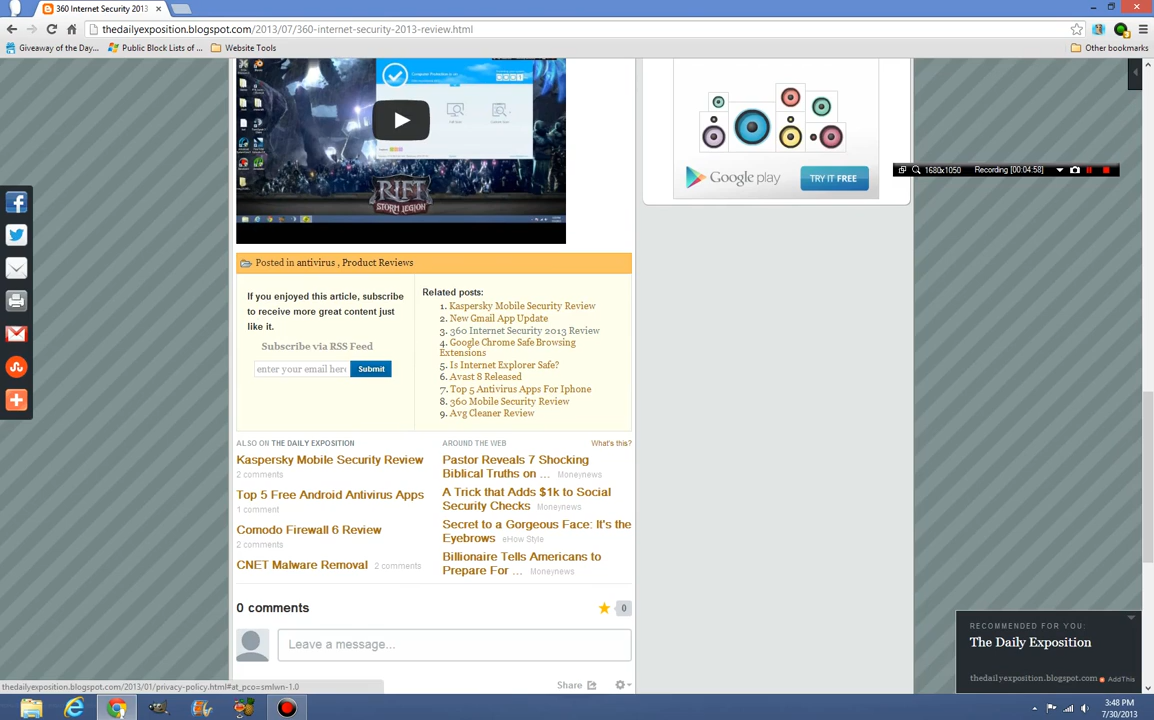 360 Internet Security 2013
thedailyexposition.blogspot.com/2013/07/360-internet-security-2013-review.html
Giveaway of the Day...
Public Block Lists of ...
Website Tools
Other bookmarks
RIFT
STORM LEGION
Google play
TRY IT FREE
1680x1050 Recording [00:04:58]
Posted in antivirus , Product Reviews
If you enjoyed this article, subscribe
to receive more great content just
like it.
Subscribe via RSS Feed
enter your email here
Submit
Related posts:
1. Kaspersky Mobile Security Review
2. New Gmail App Update
3. 360 Internet Security 2013 Review
4. Google Chrome Safe Browsing
Extensions
5. Is Internet Explorer Safe?
6. Avast 8 Released
7. Top 5 Antivirus Apps For Iphone
8. 360 Mobile Security Review
9. Avg Cleaner Review
ALSO ON THE DAILY EXPOSITION
Kaspersky Mobile Security Review
2 comments
Top 5 Free Android Antivirus Apps
1 comment
Comodo Firewall 6 Review
2 comments
CNET Malware Removal 2 comments
AROUND THE WEB
What's this?
Pastor Reveals 7 Shocking
Biblical Truths on ... Moneynews
A Trick that Adds $1k to Social
Security Checks Moneynews
Secret to a Gorgeous Face: It's the
Eyebrows eHow Style
Billionaire Tells Americans to
Prepare For ... Moneynews
0 comments
0
Leave a message...
Share
RECOMMENDED FOR YOU:
The Daily Exposition
thedailyexposition.blogspot.com AddThis
thedailyexposition.blogspot.com/2013/01/privacy-policy.html#at_pco=smlwn-1.0
3:48 PM
7/30/2013